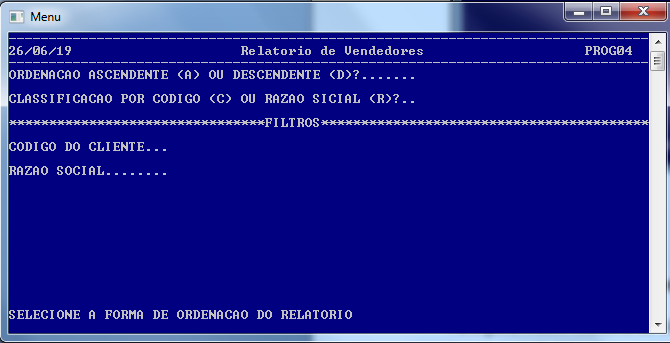 Menu
26/06/19 Relatorio de Vendedores PROG04
ORDENACAO ASCENDENTE (A) OU DESCENDENTE (D)?.......
CLASSIFICACAO POR CODIGO (C) OU RAZAO SICIAL (R)?..
********************************FILTROS*****************************************
CODIGO DO CLIENTE...
RAZAO SOCIAL........
SELECIONE A FORMA DE ORDENACAO DO RELATORIO